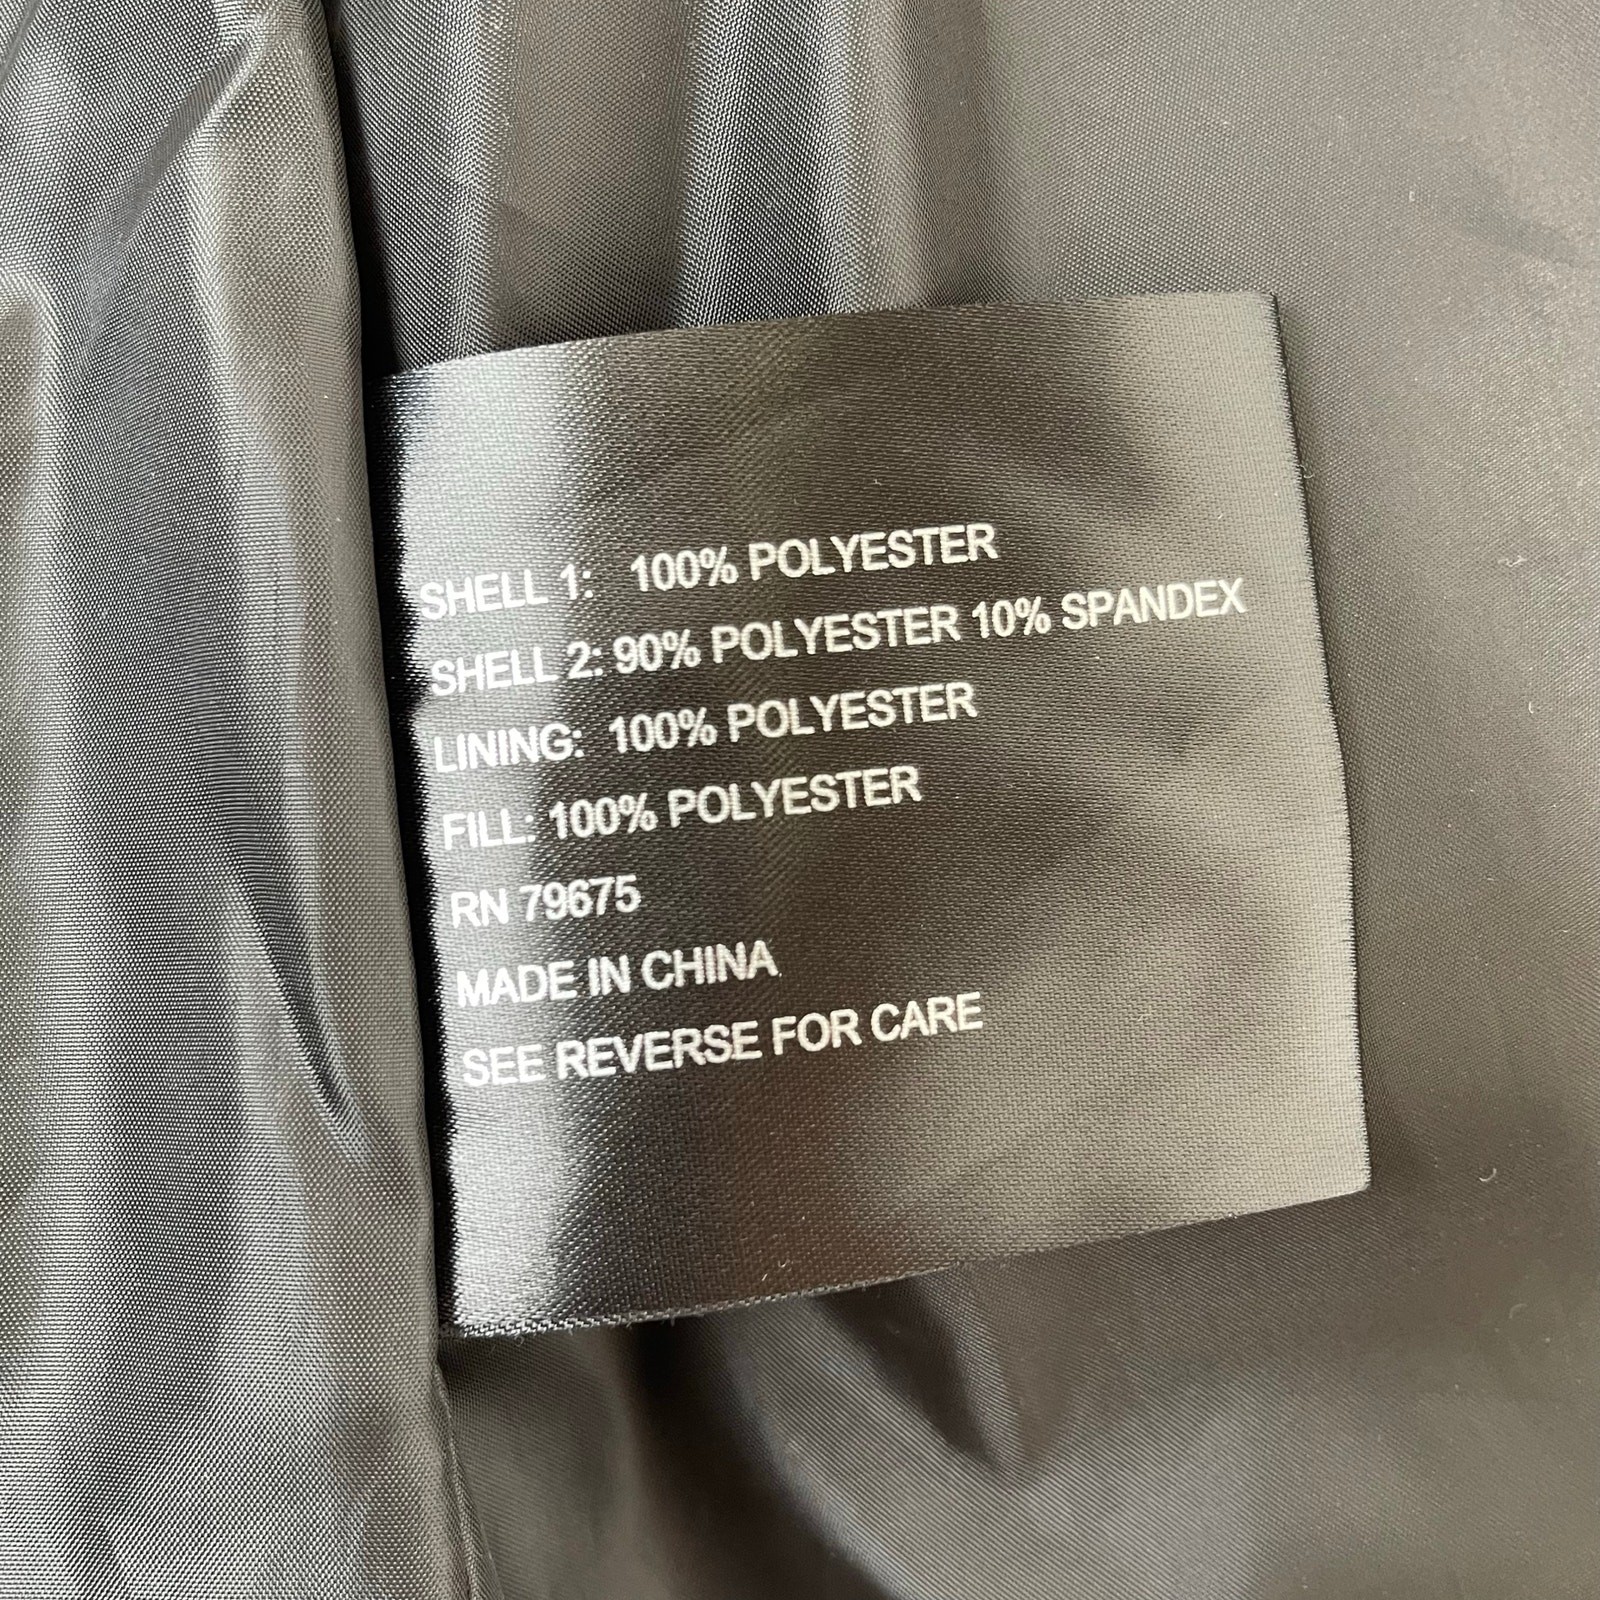 SHELL 1: 100% POLYESTER
SHELL 2: 90% POLYESTER 10% SPANDEX
LINING: 100% POLYESTER
FILL: 100% POLYESTER
RN 79675
MADE IN CHINA
SEE REVERSE FOR CARE